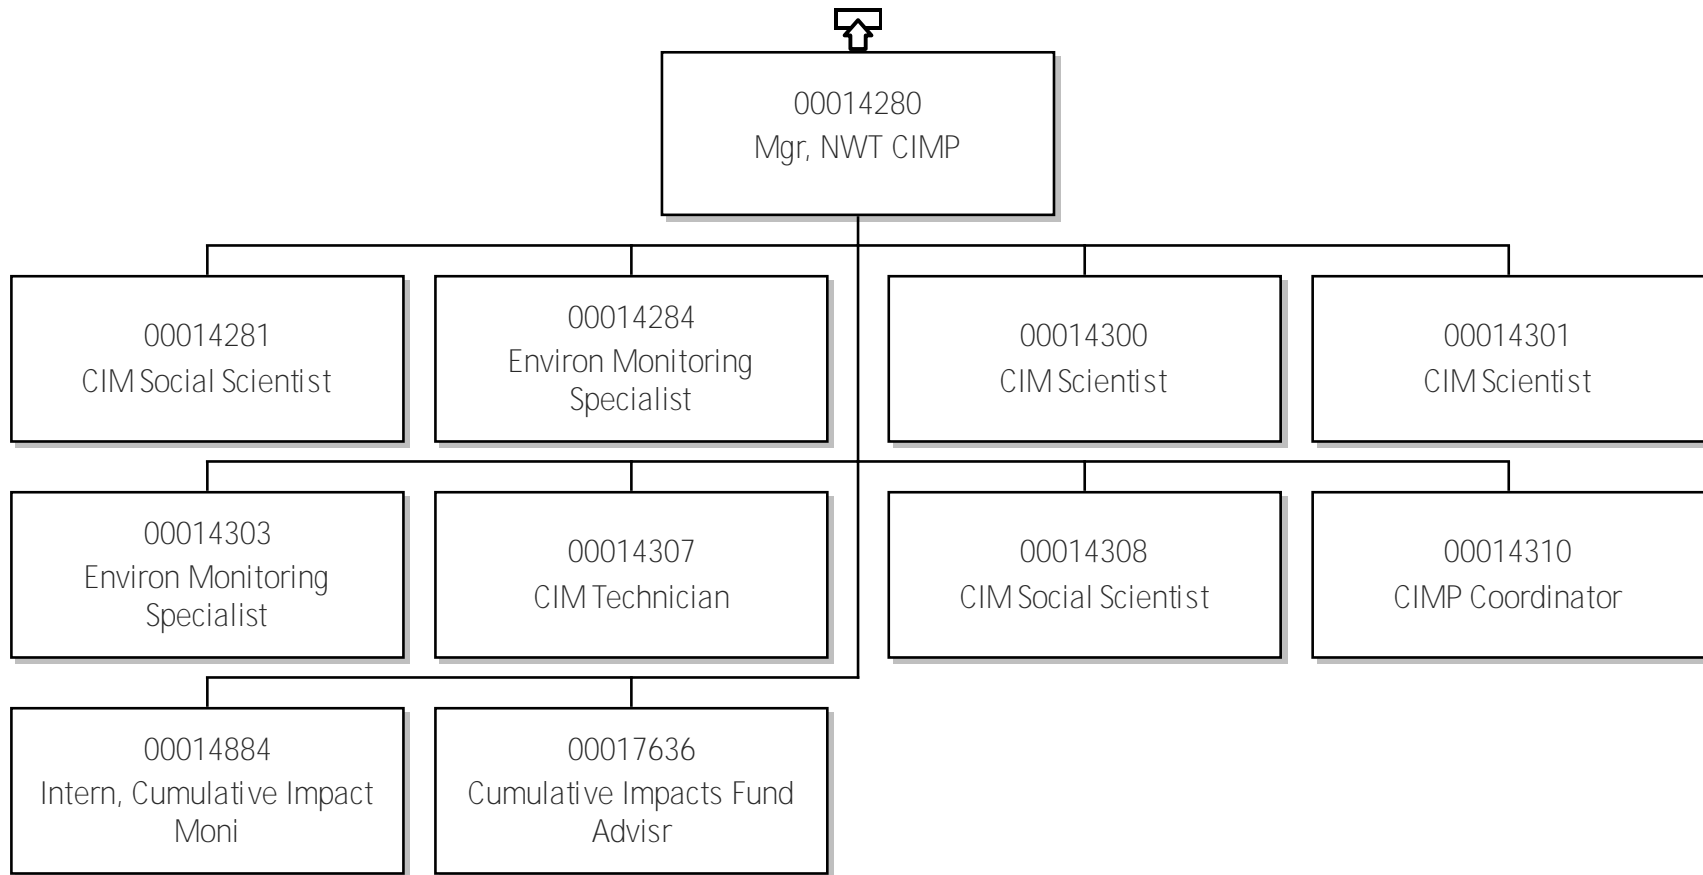 00014280
Mgr, NWT CIMP
00014281
CIM Social Scientist
00014284
Environ Monitoring
Specialist
00014300
CIM Scientist
00014301
CIM Scientist
00014303
Environ Monitoring
Specialist
00014307
CIM Technician
00014308
CIM Social Scientist
00014310
CIMP Coordinator
00014884
Intern, Cumulative Impact
Moni
00017636
Cumulative Impacts Fund
Advisr